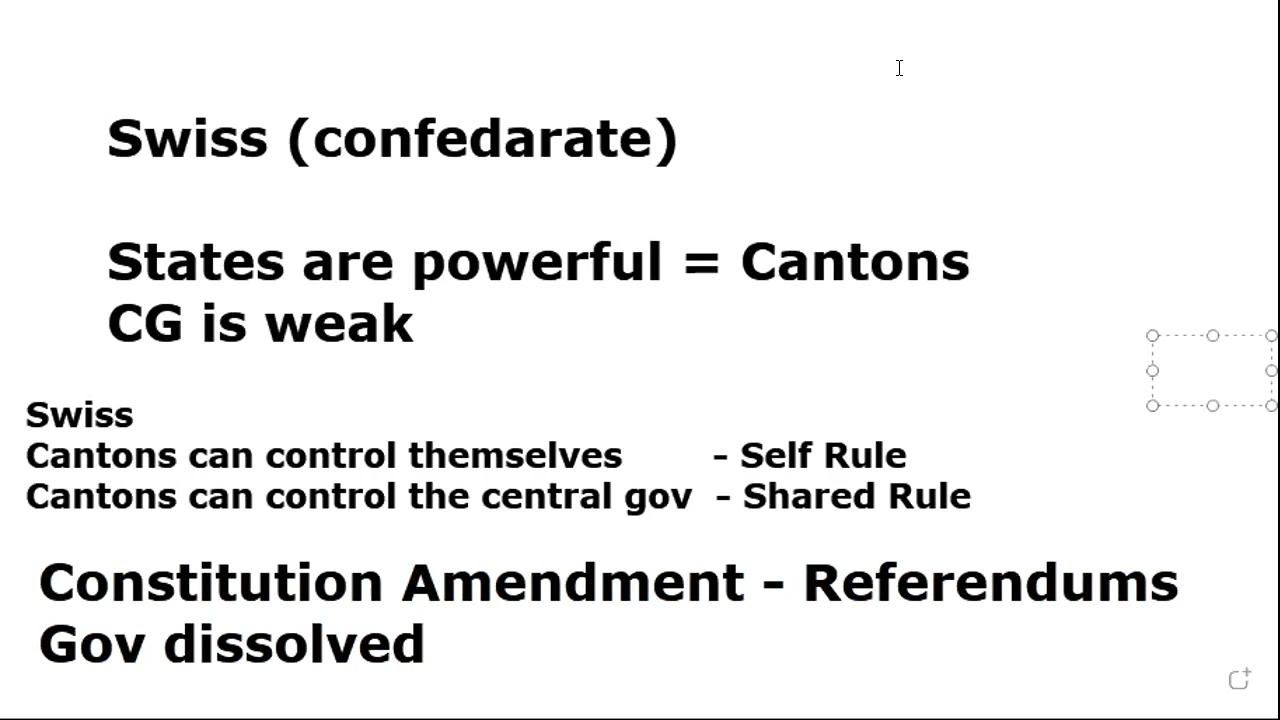 Swiss (confedarate)
States are powerful = Cantons
CG is weak
Swiss
Cantons can control themselves - Self Rule
Cantons can control the central gov - Shared Rule
Constitution Amendment - Referendums
Gov dissolved